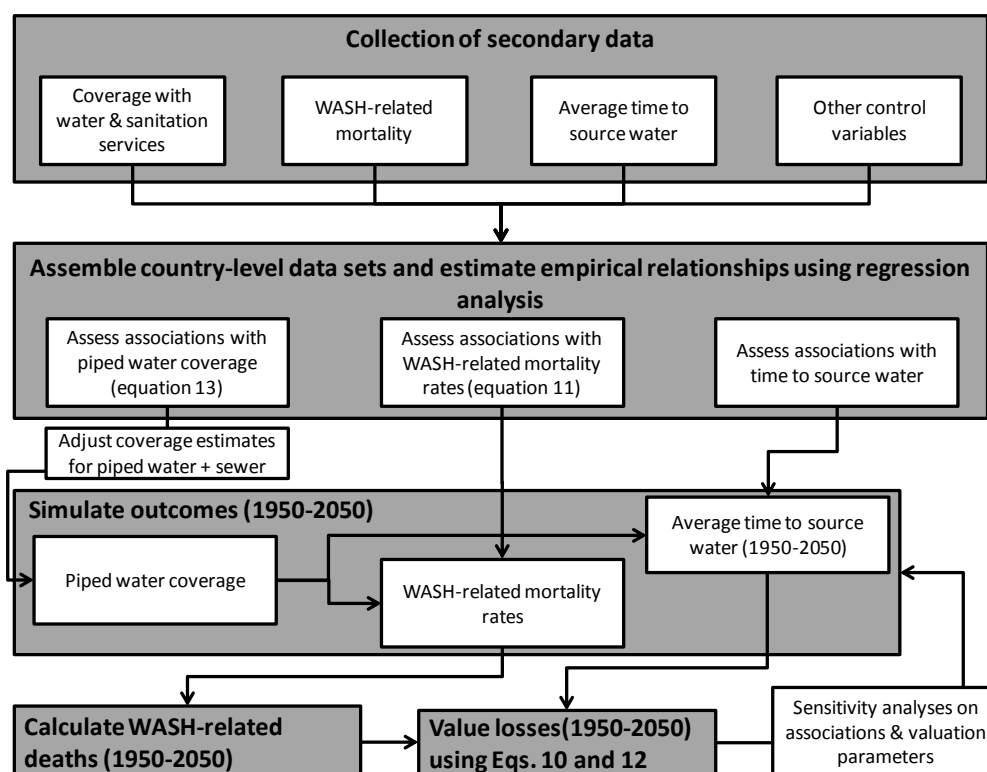 Collection of secondary data
Coverage with
water & sanitation
services
WASH-related
mortality
Average time to
source water
Other control
variables
Assemble country-level data sets and estimate empirical relationships using regression
analysis
Assess associations with
piped water coverage
(equation 13)
Assess associations with
WASH-related mortality
rates (equation 11)
Assess associations with
time to source water
Adjust coverage estimates
for piped water + sewer
Simulate outcomes (1950-2050)
Piped water coverage
WASH-related mortality
rates
Average time to source
water (1950-2050)
Calculate WASH-related
deaths (1950-2050)
Value losses(1950-2050)
using Eqs. 10 and 12
Sensitivity analyses on
associations & valuation
parameters